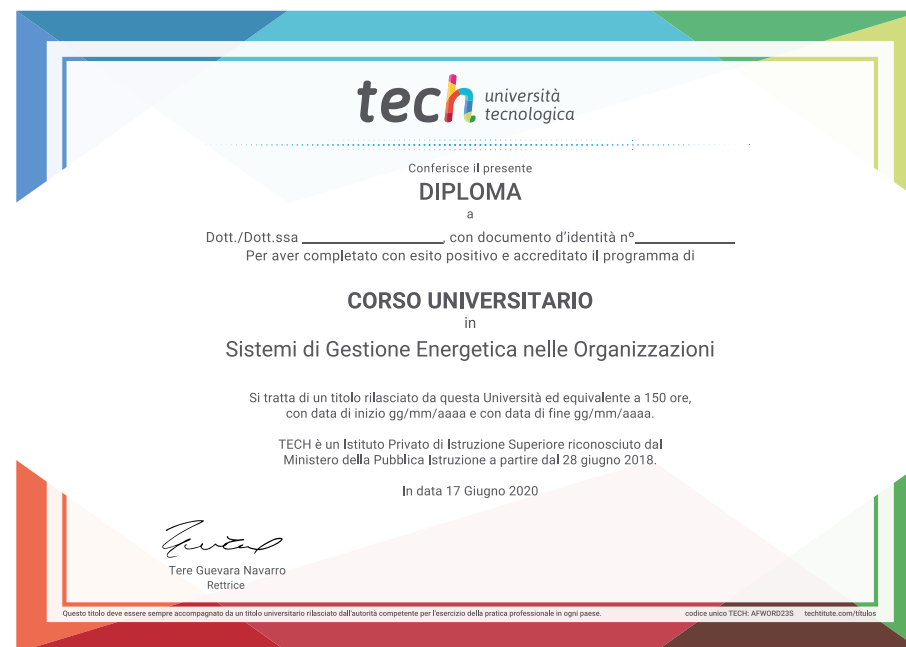 tech università
tecnologica
Conferisce il presente
DIPLOMA
a
Dott./Dott.ssa ____________________, con documento d'identità nº______________
Per aver completato con esito positivo e accreditato il programma di
CORSO UNIVERSITARIO
in
Sistemi di Gestione Energetica nelle Organizzazioni
Si tratta di un titolo rilasciato da questa Università ed equivalente a 150 ore,
con data di inizio gg/mm/aaaa e con data di fine gg/mm/aaaa.
TECH è un Istituto Privato di Istruzione Superiore riconosciuto dal
Ministero della Pubblica Istruzione a partire dal 28 giugno 2018.
In data 17 Giugno 2020
Tere Guevara Navarro
Rettrice
Questo titolo deve essere sempre accompagnato da un titolo universitario rilasciato dall'autorità competente per l'esercizio della pratica professionale in ogni paese.
codice unico TECH: AFWORD23S techtitute.com/titulos